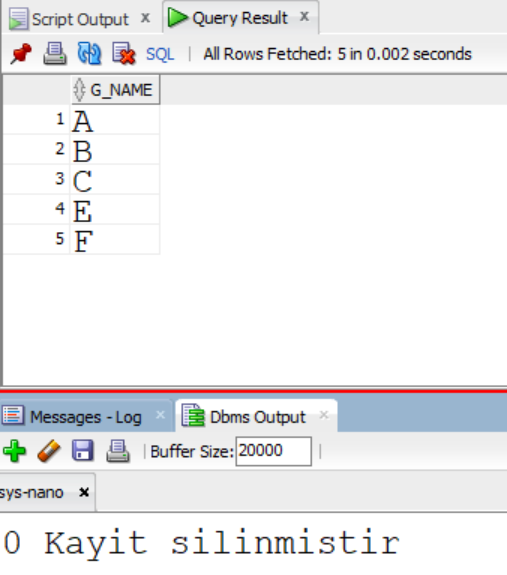 Script Output x Query Result x
SQL | All Rows Fetched: 5 in 0.002 seconds
G_NAME
1 A
2 B
3 C
4 E
5 F
Messages - Log x Dbms Output x
Buffer Size: 20000
sys-nano x
0 Kayit silinmistir